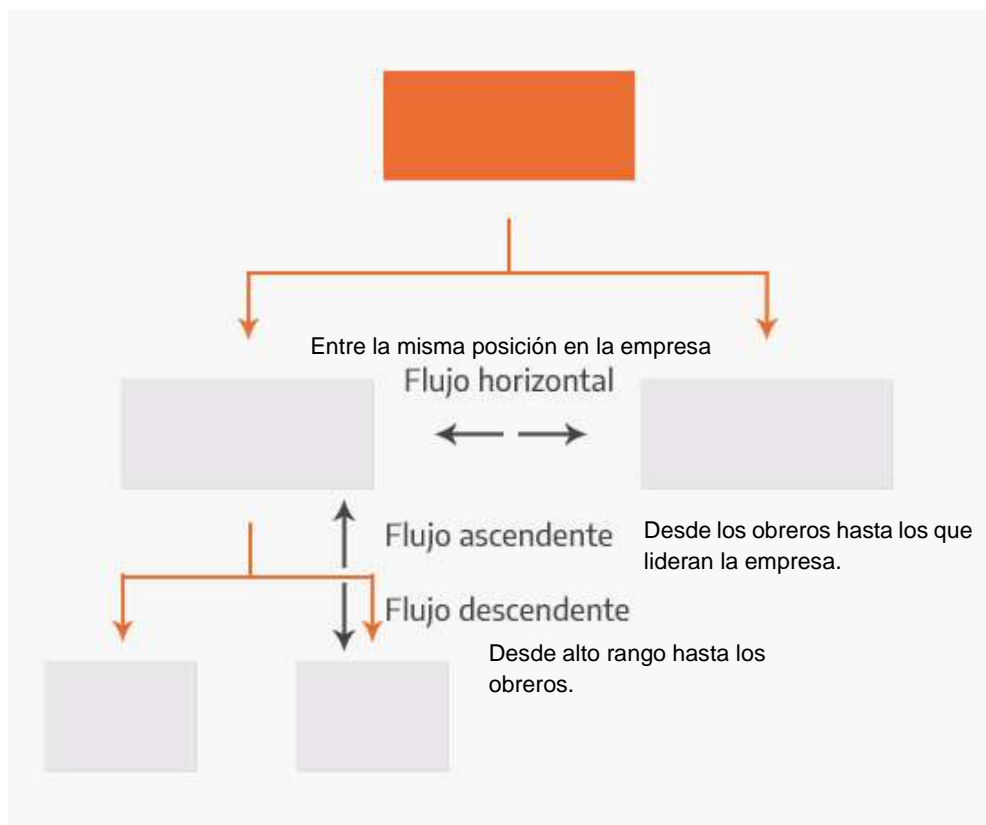 Entre la misma posición en la empresa
Flujo horizontal
Flujo ascendente
Desde los obreros hasta los que
lideran la empresa.
Flujo descendente
Desde alto rango hasta los
obreros.